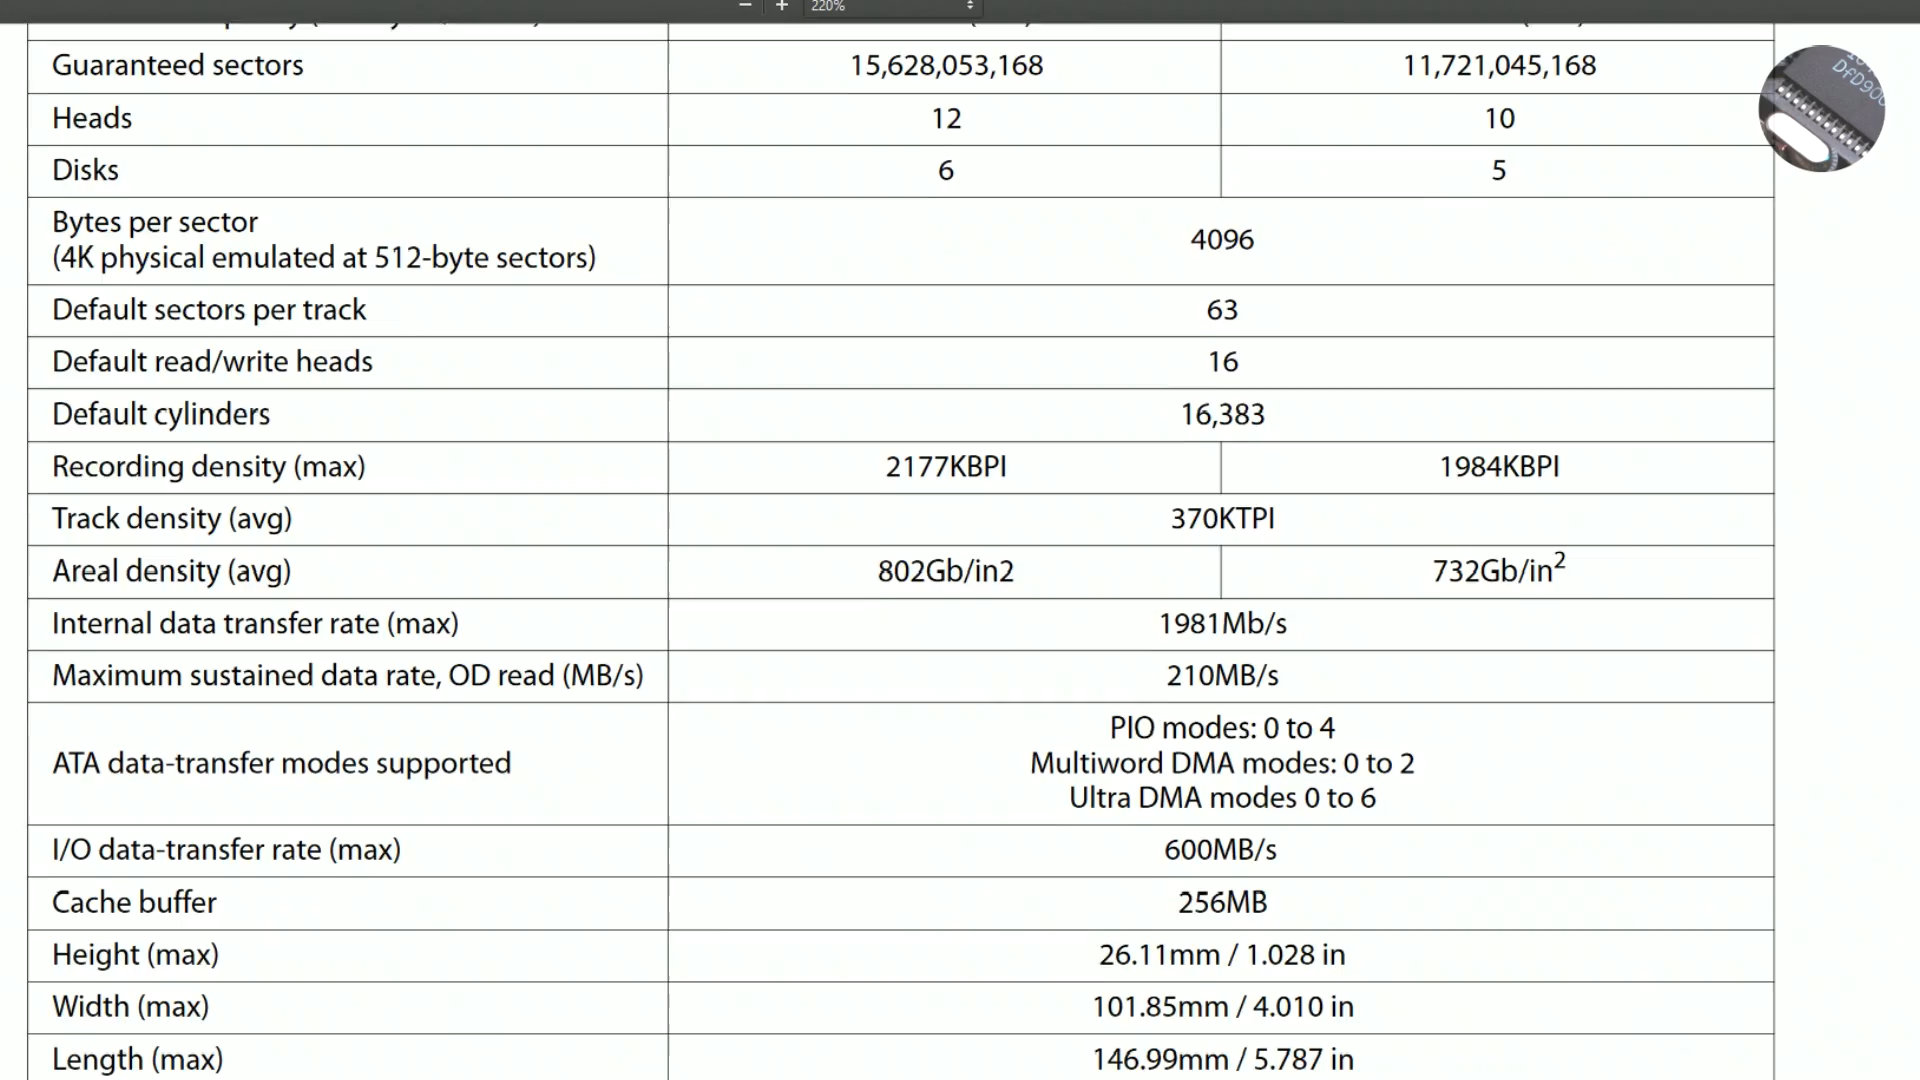 220%
Guaranteed sectors 15,628,053,168 11,721,045,168
Heads 12 10
Disks 6 5
Bytes per sector
(4K physical emulated at 512-byte sectors) 4096
Default sectors per track 63
Default read/write heads 16
Default cylinders 16,383
Recording density (max) 2177KBPI 1984KBPI
Track density (avg) 370KTPI
Areal density (avg) 802Gb/in2 732Gb/in²
Internal data transfer rate (max) 1981Mb/s
Maximum sustained data rate, OD read (MB/s) 210MB/s
PIO modes: 0 to 4
ATA data-transfer modes supported Multiword DMA modes: 0 to 2
Ultra DMA modes 0 to 6
I/O data-transfer rate (max) 600MB/s
Cache buffer 256MB
Height (max) 26.11mm / 1.028 in
Width (max) 101.85mm / 4.010 in
Length (max) 146.99mm / 5.787 in